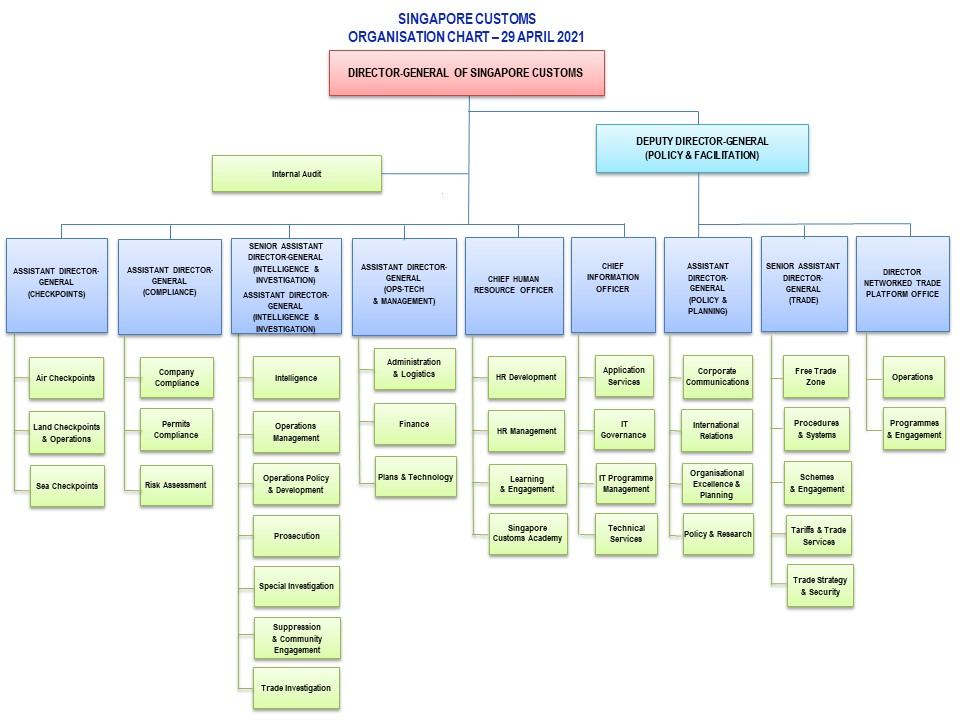 SINGAPORE CUSTOMS
ORGANISATION CHART – 29 APRIL 2021
DIRECTOR-GENERAL OF SINGAPORE CUSTOMS
DEPUTY DIRECTOR-GENERAL
(POLICY & FACILITATION)
Internal Audit
ASSISTANT DIRECTOR-
GENERAL
(CHECKPOINTS)
Air Checkpoints
Land Checkpoints
& Operations
Sea Checkpoints
ASSISTANT DIRECTOR-
GENERAL
(COMPLIANCE)
Company
Compliance
Permits
Compliance
Risk Assessment
SENIOR ASSISTANT
DIRECTOR-GENERAL
(INTELLIGENCE &
INVESTIGATION)
ASSISTANT DIRECTOR-
GENERAL
(INTELLIGENCE &
INVESTIGATION)
Intelligence
Operations
Management
Operations Policy
& Development
Prosecution
Special Investigation
Suppression
& Community
Engagement
Trade Investigation
ASSISTANT DIRECTOR-
GENERAL
(OPS-TECH
& MANAGEMENT)
Administration
& Logistics
Finance
Plans & Technology
CHIEF HUMAN
RESOURCE OFFICER
HR Development
HR Management
Learning
& Engagement
Singapore
Customs Academy
CHIEF
INFORMATION
OFFICER
Application
Services
IT
Governance
IT Programme
Management
Technical
Services
ASSISTANT
DIRECTOR-
GENERAL
(POLICY &
PLANNING)
Corporate
Communications
International
Relations
Organisational
Excellence &
Planning
Policy & Research
SENIOR ASSISTANT
DIRECTOR-
GENERAL
(TRADE)
Free Trade
Zone
Procedures
& Systems
Schemes
& Engagement
Tariffs & Trade
Services
Trade Strategy
& Security
DIRECTOR
NETWORKED TRADE
PLATFORM OFFICE
Operations
Programmes
& Engagement